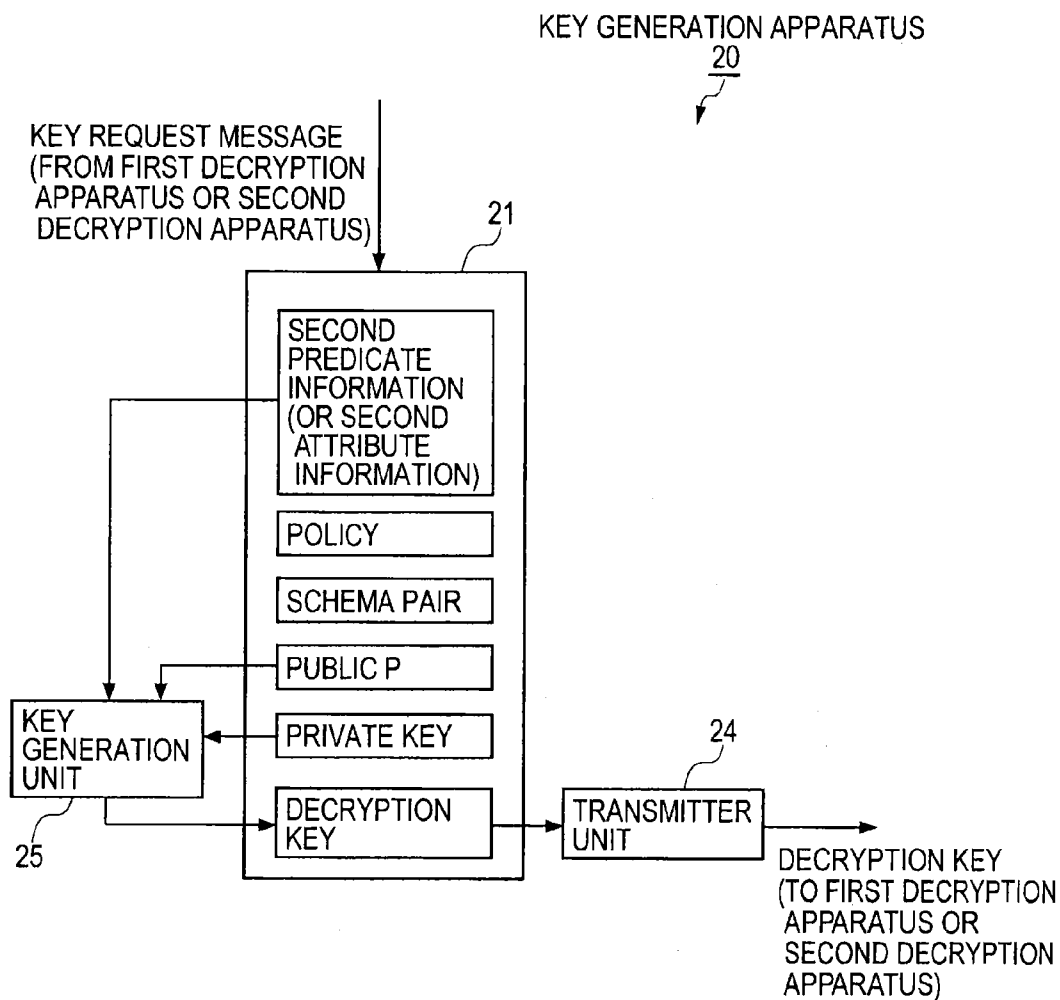 KEY GENERATION APPARATUS
20
KEY REQUEST MESSAGE
(FROM FIRST DECRYPTION
APPARATUS OR SECOND
DECRYPTION APPARATUS)
21
SECOND
PREDICATE
INFORMATION
(OR SECOND
ATTRIBUTE
INFORMATION)
POLICY
SCHEMA PAIR
PUBLIC P
KEY
GENERATION
UNIT
25
PRIVATE KEY
DECRYPTION
KEY
24
TRANSMITTER
UNIT
DECRYPTION KEY
(TO FIRST DECRYPTION
APPARATUS OR
SECOND DECRYPTION
APPARATUS)